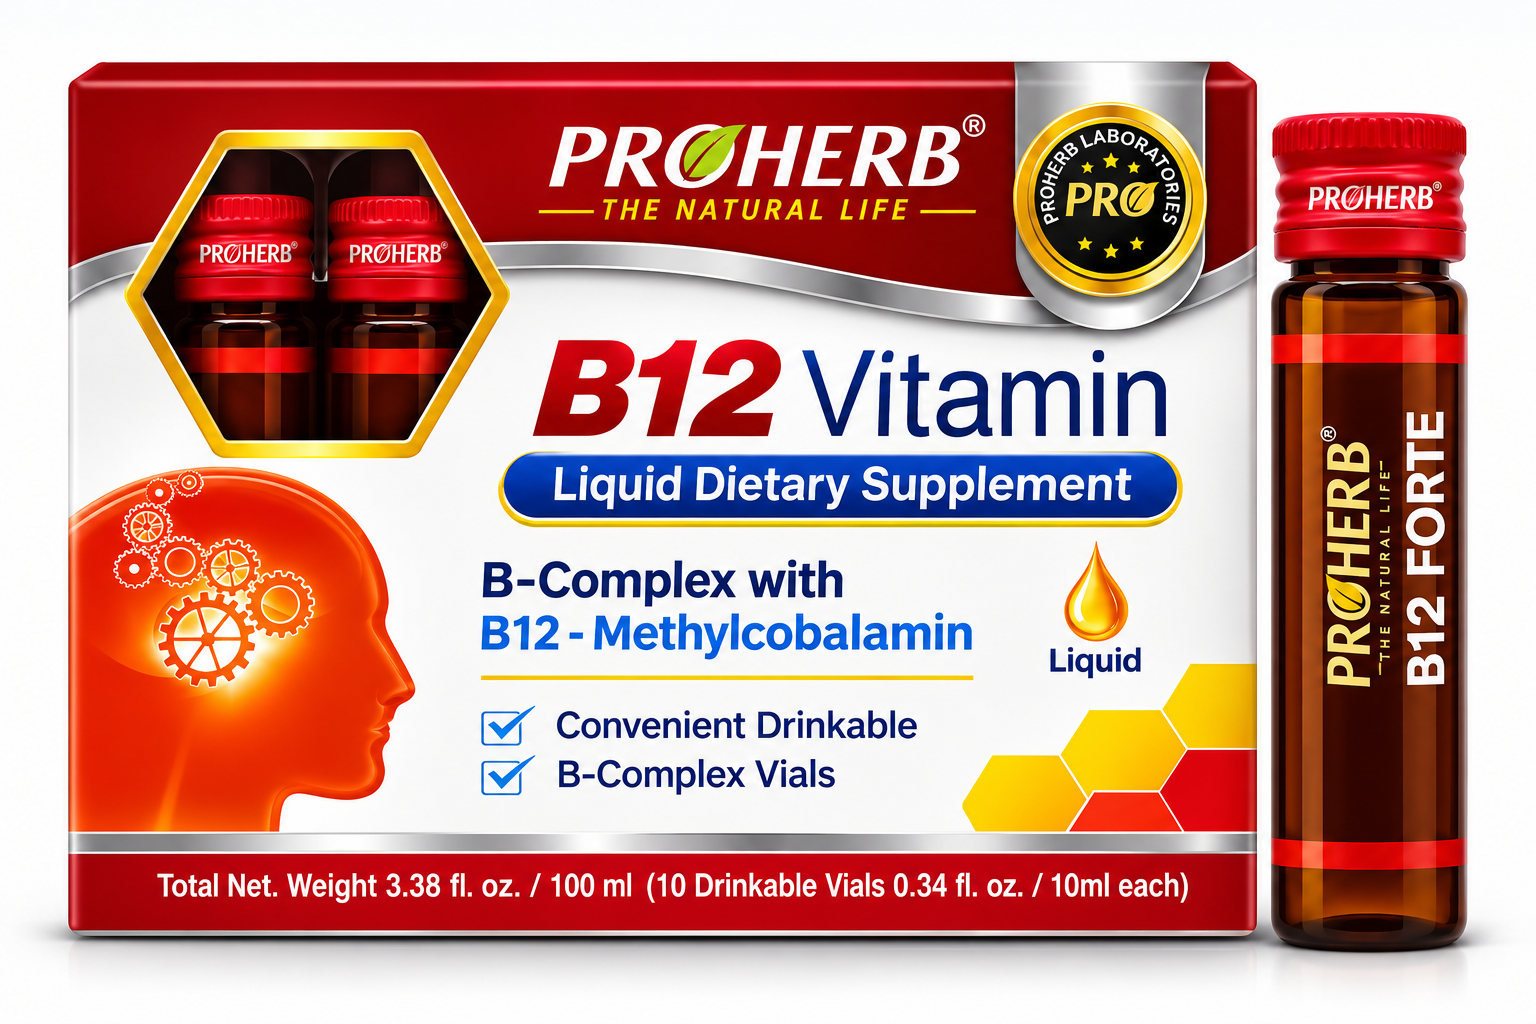 PROHERB®
THE NATURAL LIFE
PROHERB LABORATORIES
PRO
PROHERB®
PROHERB®
B12 Vitamin
Liquid Dietary Supplement
B-Complex with
B12 - Methylcobalamin
Liquid
Convenient Drinkable
B-Complex Vials
Total Net. Weight 3.38 fl. oz. / 100 ml (10 Drinkable Vials 0.34 fl. oz. / 10ml each)
PROHERB®
PROHERB®
THE NATURAL LIFE
B12 FORTE